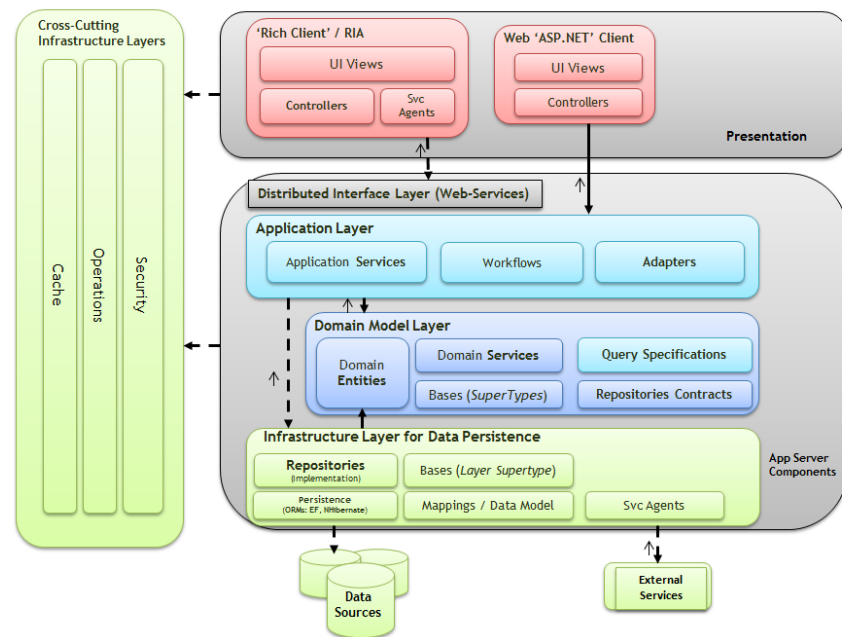 Cross-Cutting
Infrastructure Layers
Cache
Operations
Security
‘Rich Client’ / RIA
UI Views
Controllers
Svc
Agents
Web ‘ASP.NET’ Client
UI Views
Controllers
Presentation
Distributed Interface Layer (Web-Services)
Application Layer
Application Services
Workflows
Adapters
Domain Model Layer
Domain
Entities
Domain Services
Query Specifications
Bases (SuperTypes)
Repositories Contracts
Infrastructure Layer for Data Persistence
Repositories
(Implementation)
Bases (Layer Supertype)
Persistence
(ORMs: EF, NHibernate)
Mappings / Data Model
Svc Agents
App Server
Components
Data
Sources
External
Services